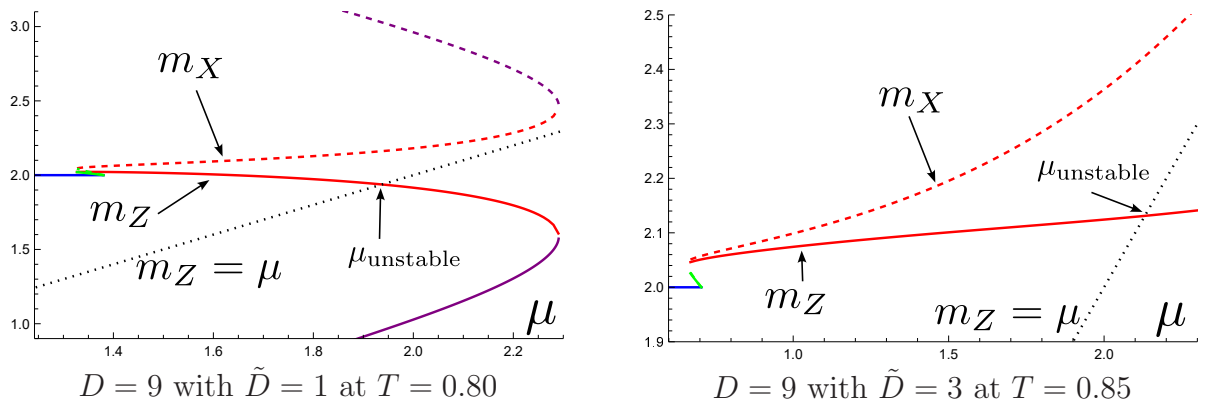 3.1
3.0
2.5
2.0
1.5
1.0
1.4
1.6
1.8
2.0
2.2
m_X
m_Z
μ_unstable
m_Z = μ
μ
D = 9 with D̃ = 1 at T = 0.80
2.5
2.4
2.3
2.2
2.1
2.0
1.9
1.0
1.5
2.0
m_X
μ_unstable
m_Z
m_Z = μ
μ
D = 9 with D̃ = 3 at T = 0.85